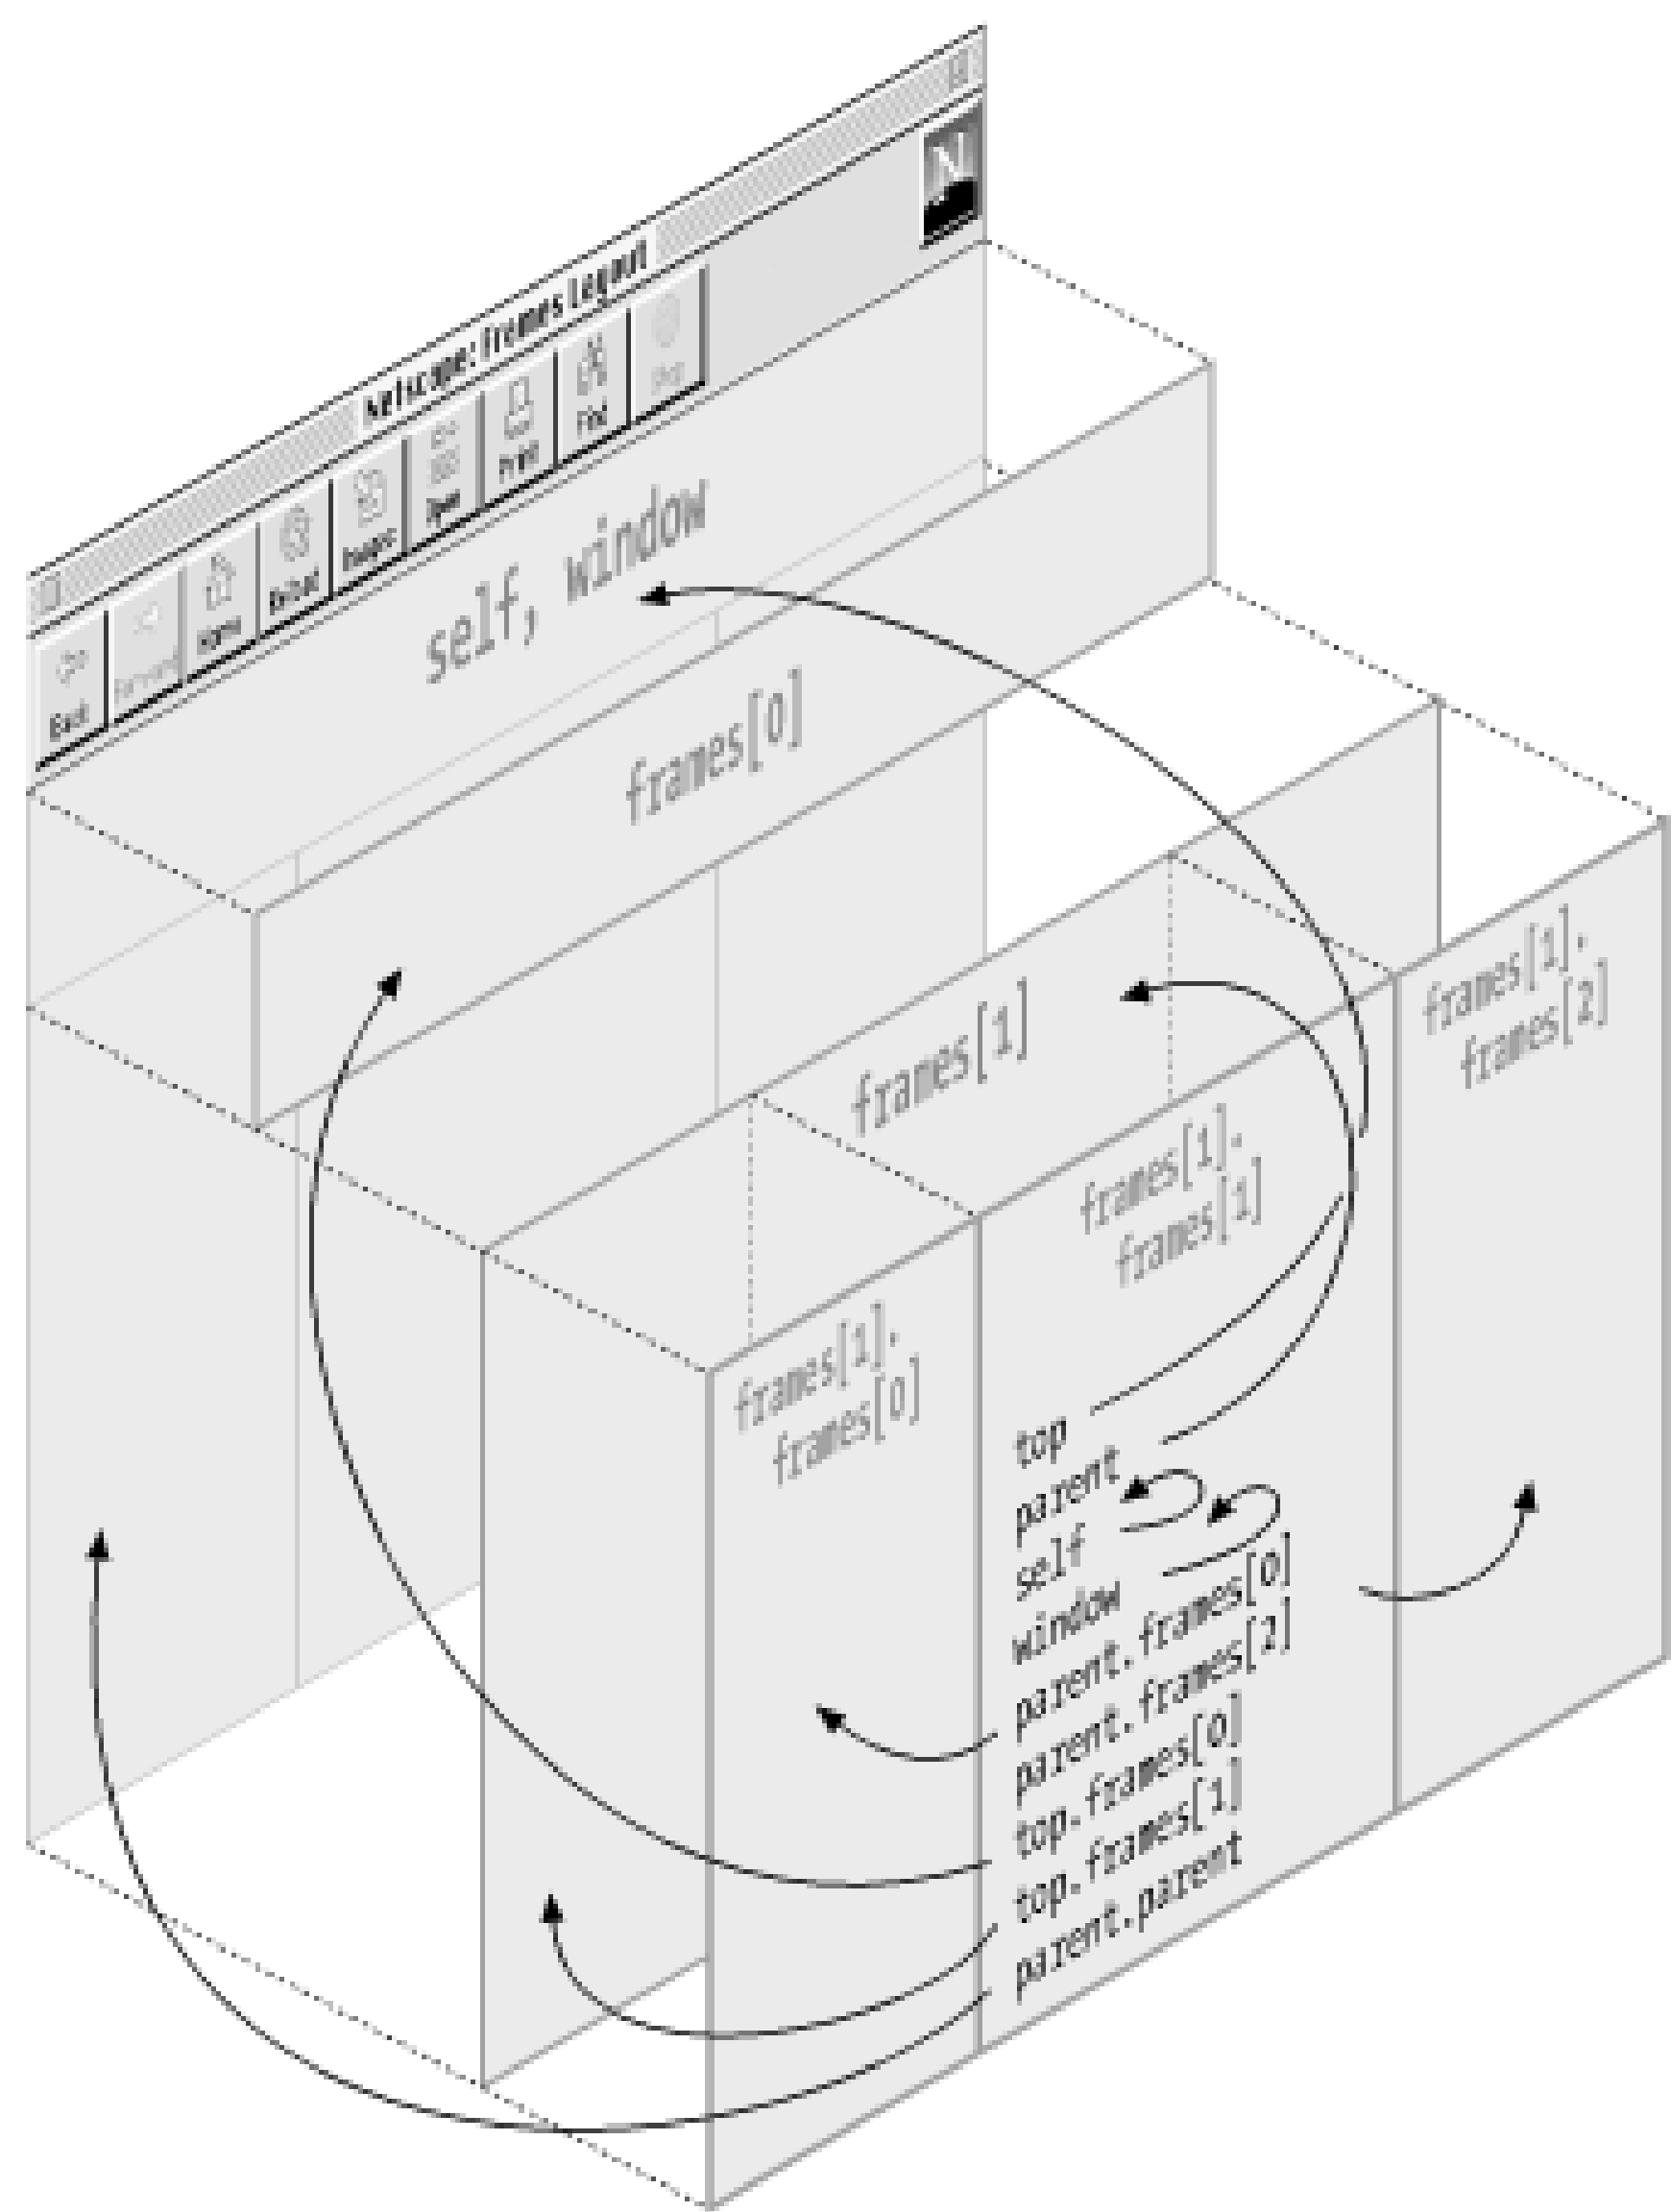 Netscape: Frames Layout
N
Back
Forward
Home
Reload
Images
Open
Print
Find
Stop
self, window
frames[0]
frames[1]
frames[1].
frames[2]
frames[1].
frames[1]
frames[1].
frames[0]
top
parent
self
window
parent.frames[0]
parent.frames[2]
top.frames[0]
top.frames[1]
parent.parent